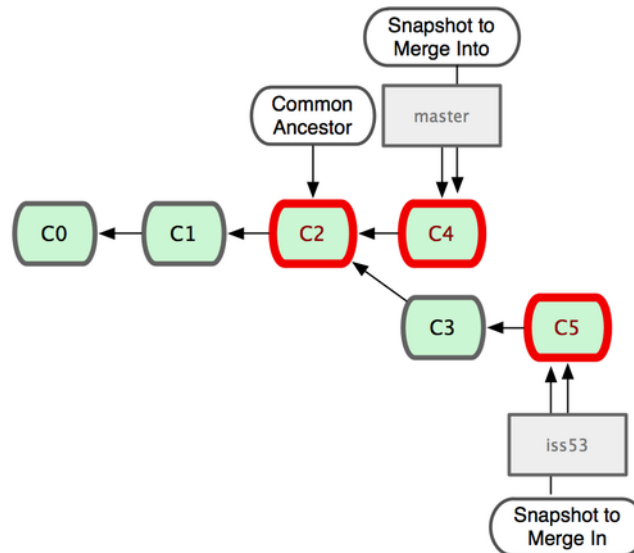 Snapshot to
Merge Into
Common
Ancestor
master
C0
C1
C2
C4
C3
C5
iss53
Snapshot to
Merge In